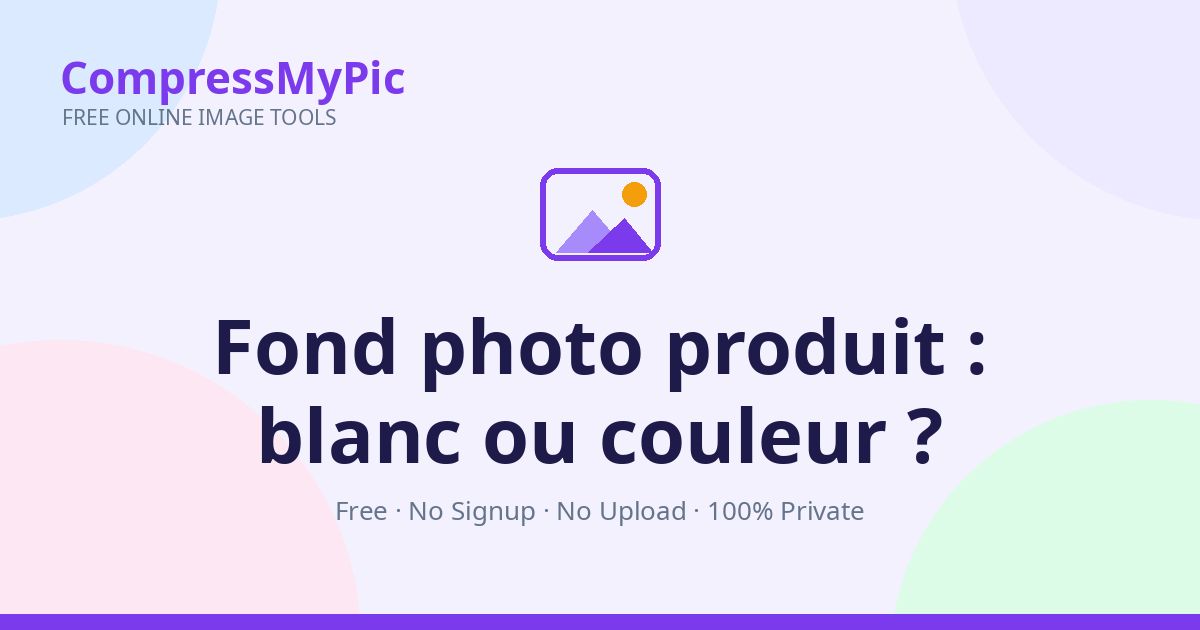 CompressMyPic
FREE ONLINE IMAGE TOOLS
Fond photo produit :
blanc ou couleur ?
Free · No Signup · No Upload · 100% Private